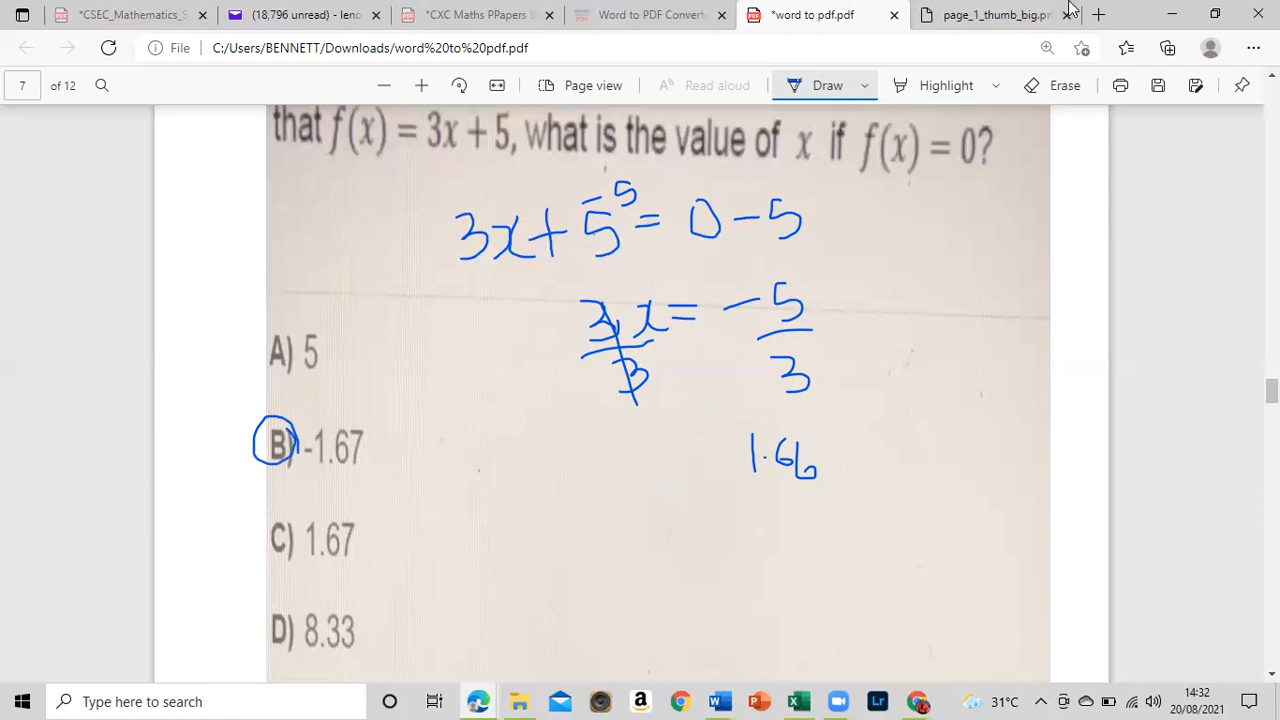 *CSEC_Mathematics_S
(18,796 unread) - leno
*CXC Maths PPapers B
Word to PDF Converte
*word to pdf.pdf
page_1_thumb_big.pn
File C:/Users/BENNETT/Downloads/word%20to%20pdf.pdf
7 of 12 Page view Read aloud Draw Highlight Erase
that f(x) = 3x + 5, what is the value of x if f(x) = 0?
3x + 5 - 5 = 0 - 5
3x = - 5
3 3
A) 5
B) -1.67
1.66
C) 1.67
D) 8.33
Type here to search
31°C
14:32
20/08/2021